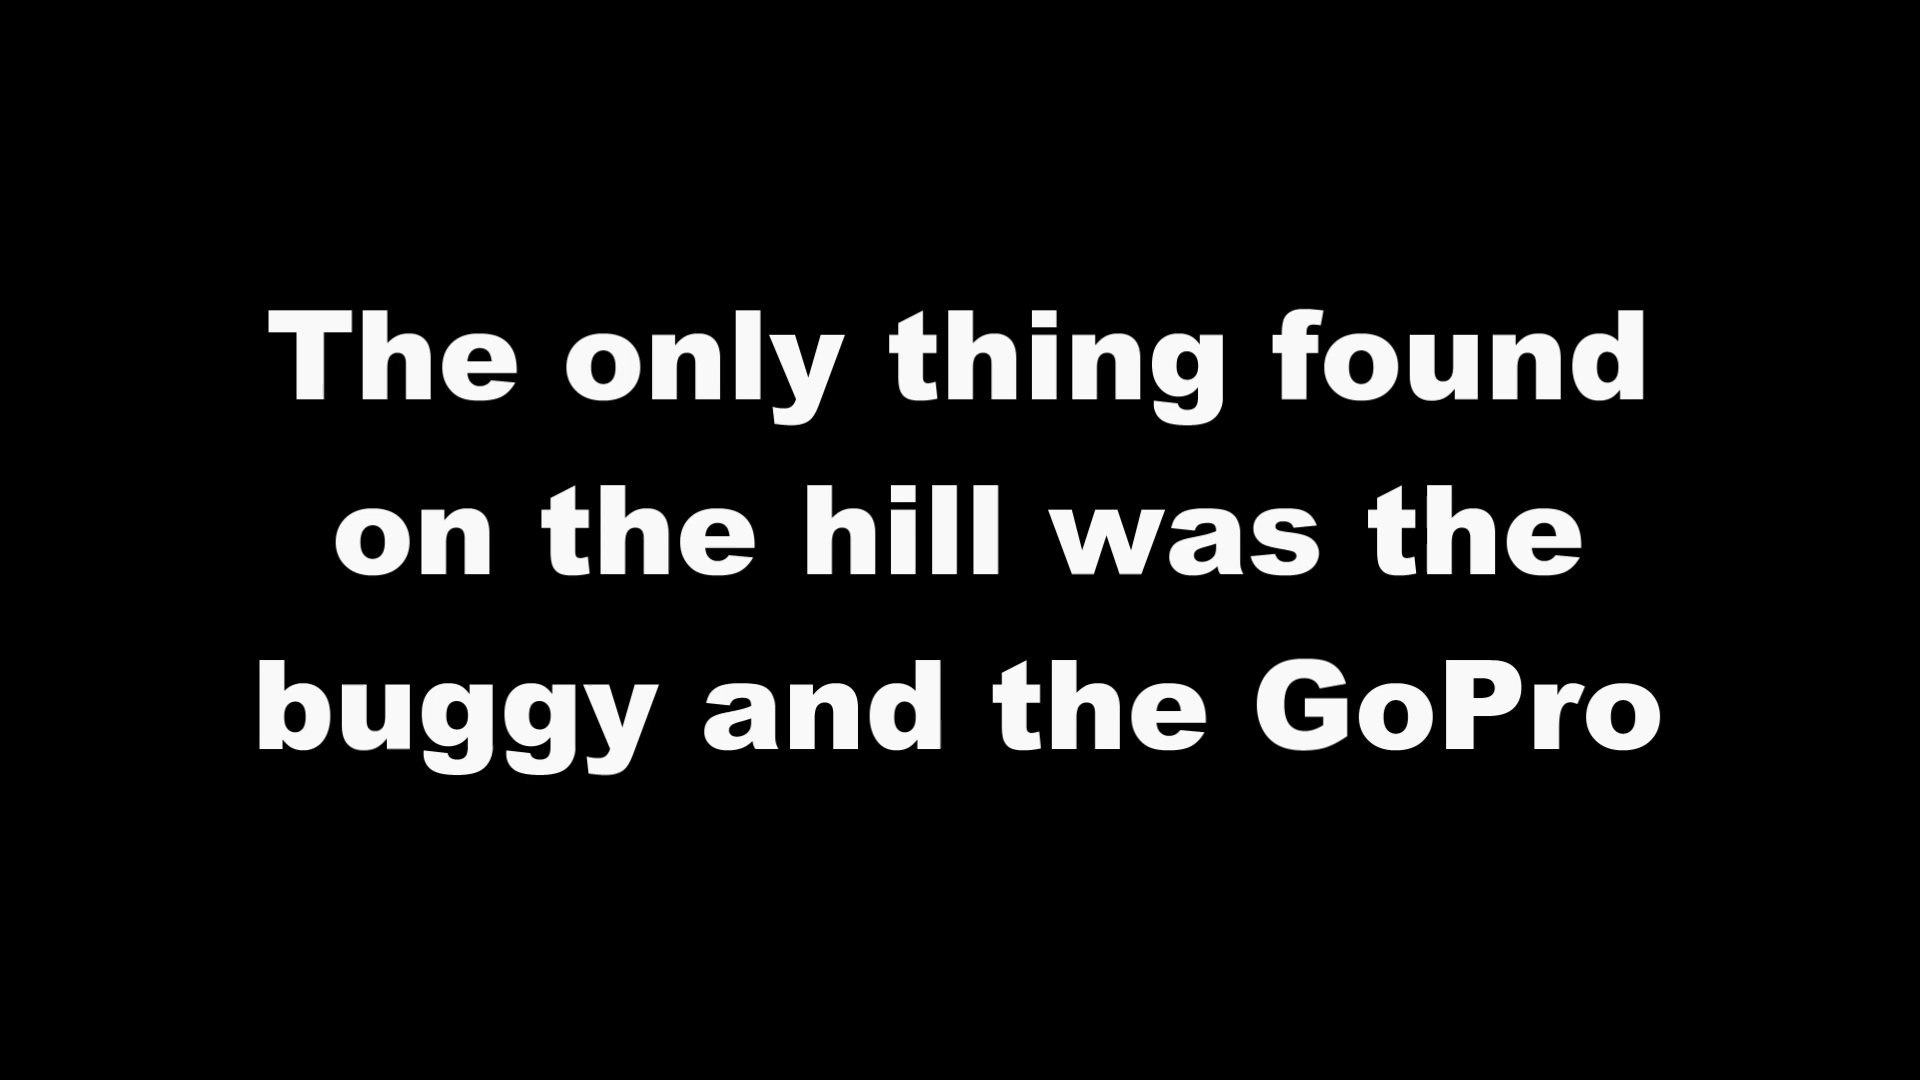 The only thing found
on the hill was the
buggy and the GoPro